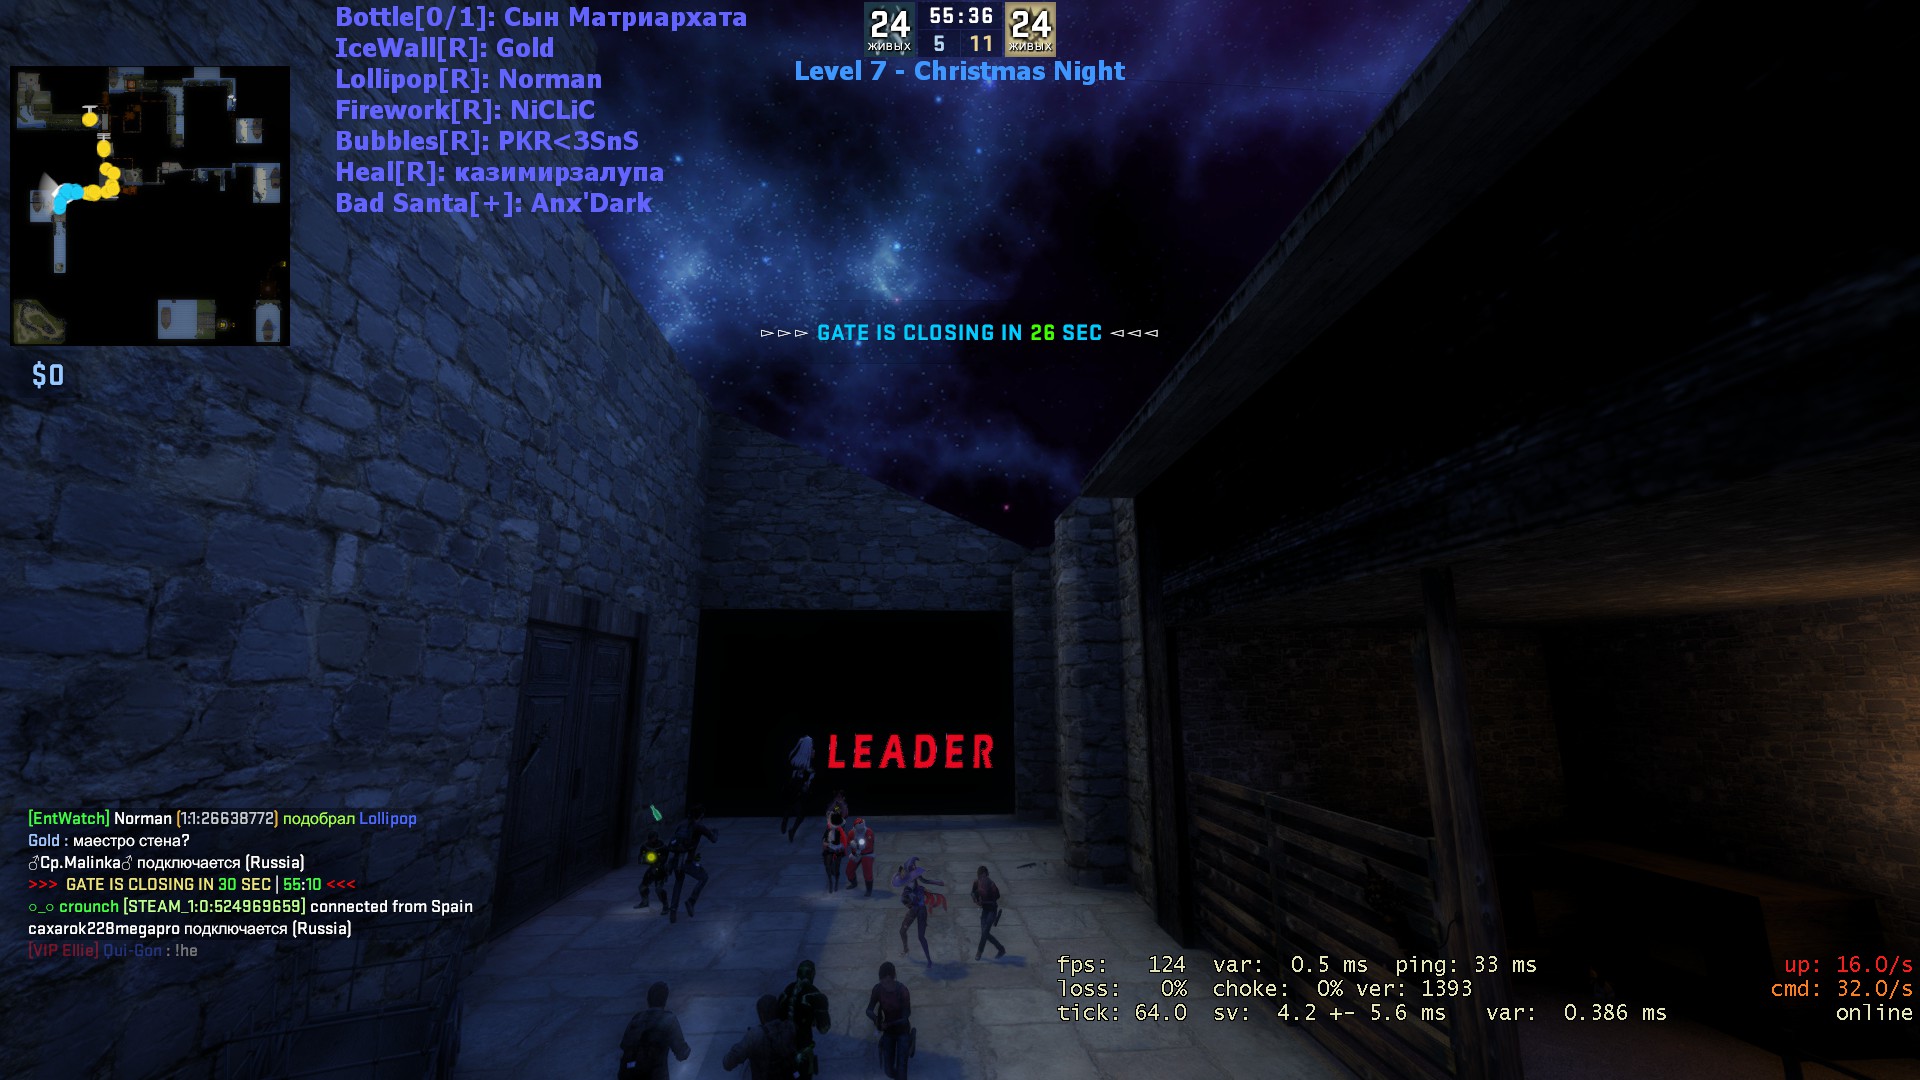 Bottle[0/1]: Сын Матриархата
IceWall[R]: Gold
Lollipop[R]: Norman
Firework[R]: NiCLiC
Bubbles[R]: PKR<3SnS
Heal[R]: казимирзалупа
Bad Santa[+]: Anx'Dark
24 55:36 24
ЖИВЫХ 5 11 ЖИВЫХ
Level 7 - Christmas Night
▻▻▻ GATE IS CLOSING IN 26 SEC ◅◅◅
$0
LEADER
[EntWatch] Norman (1:1:26638772) подобрал Lollipop
Gold : маестро стена?
♂Cp.Malinka♂ подключается (Russia)
>>> GATE IS CLOSING IN 30 SEC | 55:10 <<<
○_○ crounch [STEAM_1:0:524969659] connected from Spain
caxarok228megapro подключается (Russia)
[VIP Ellie] Qui-Gon : !he
fps: 124 var: 0.5 ms ping: 33 ms
loss: 0% choke: 0% ver: 1393
tick: 64.0 sv: 4.2 +- 5.6 ms var: 0.386 ms
up: 16.0/s
cmd: 32.0/s
online